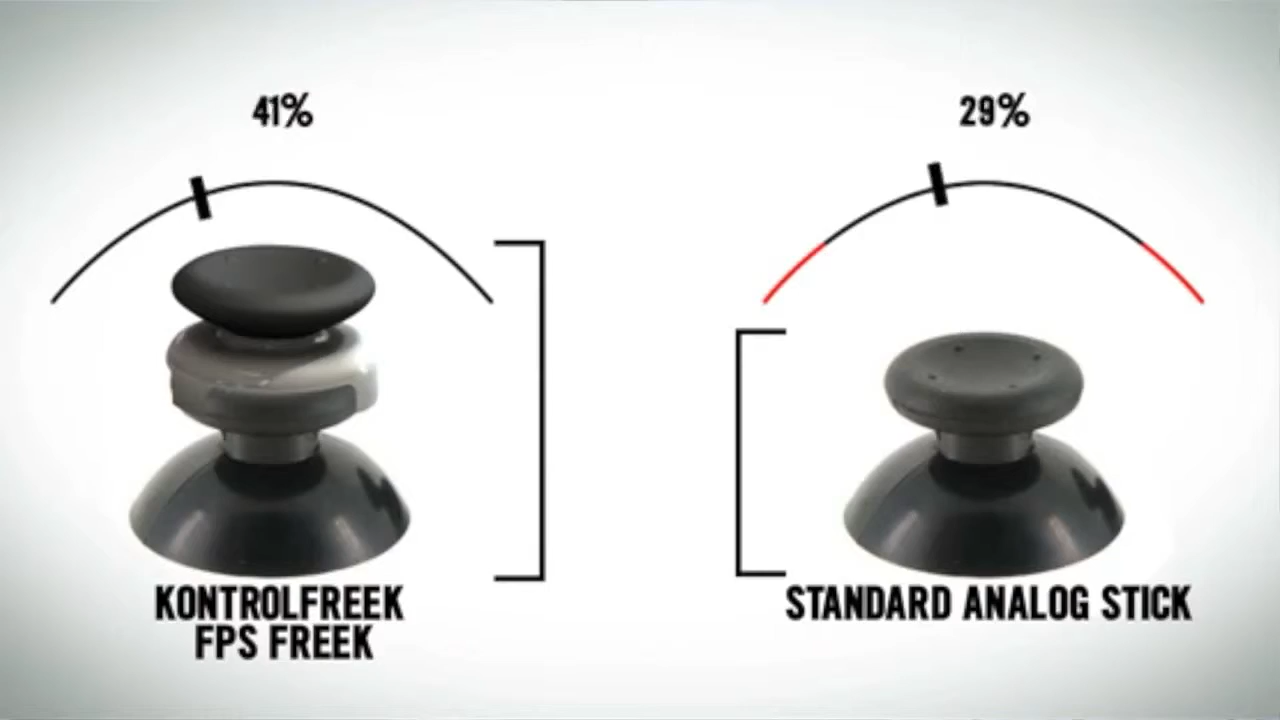 41%
29%
KONTROLFREEK
FPS FREEK
STANDARD ANALOG STICK